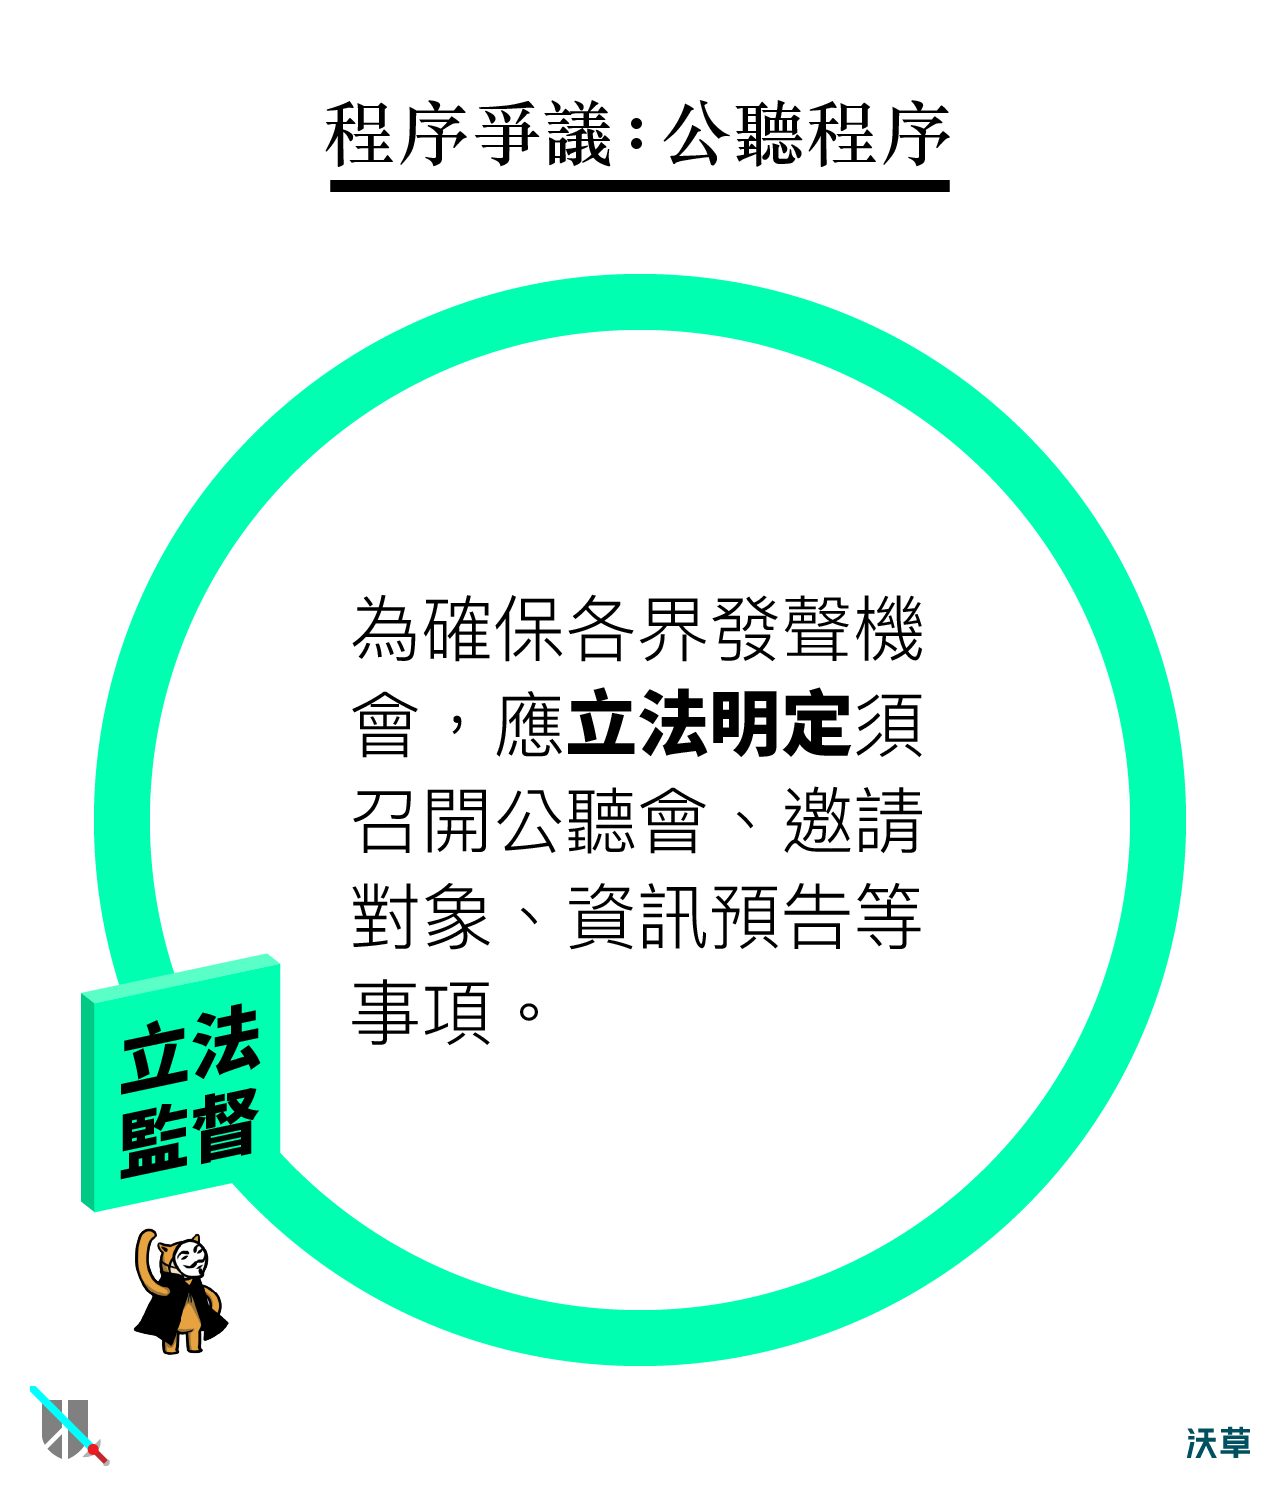 程序爭議：公聽程序
為確保各界發聲機
會，應立法明定須
召開公聽會、邀請
對象、資訊預告等
事項。
立法
監督
沃草